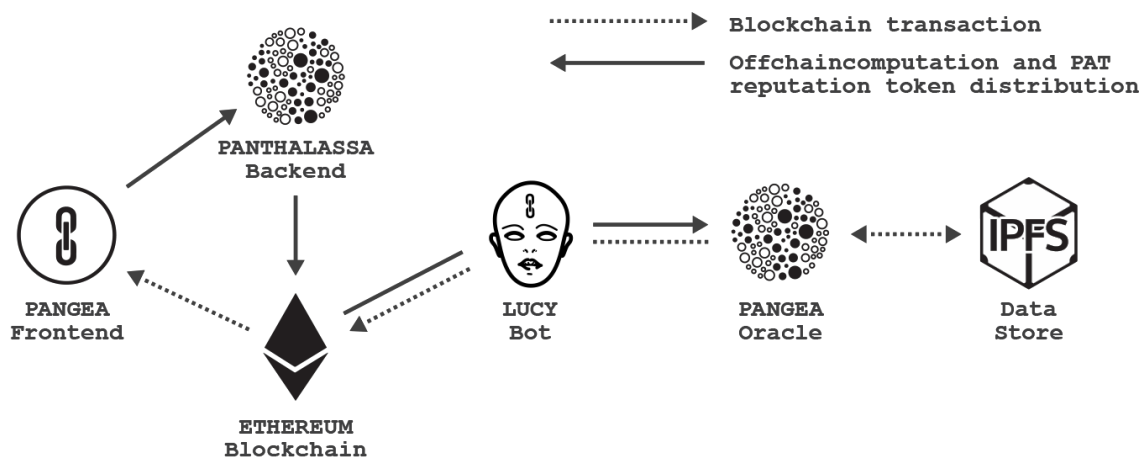 Blockchain transaction
Offchaincomputation and PAT
reputation token distribution
PANTHALASSA
Backend
PANGEA
Frontend
ETHEREUM
Blockchain
LUCY
Bot
PANGEA
Oracle
IPFS
Data
Store